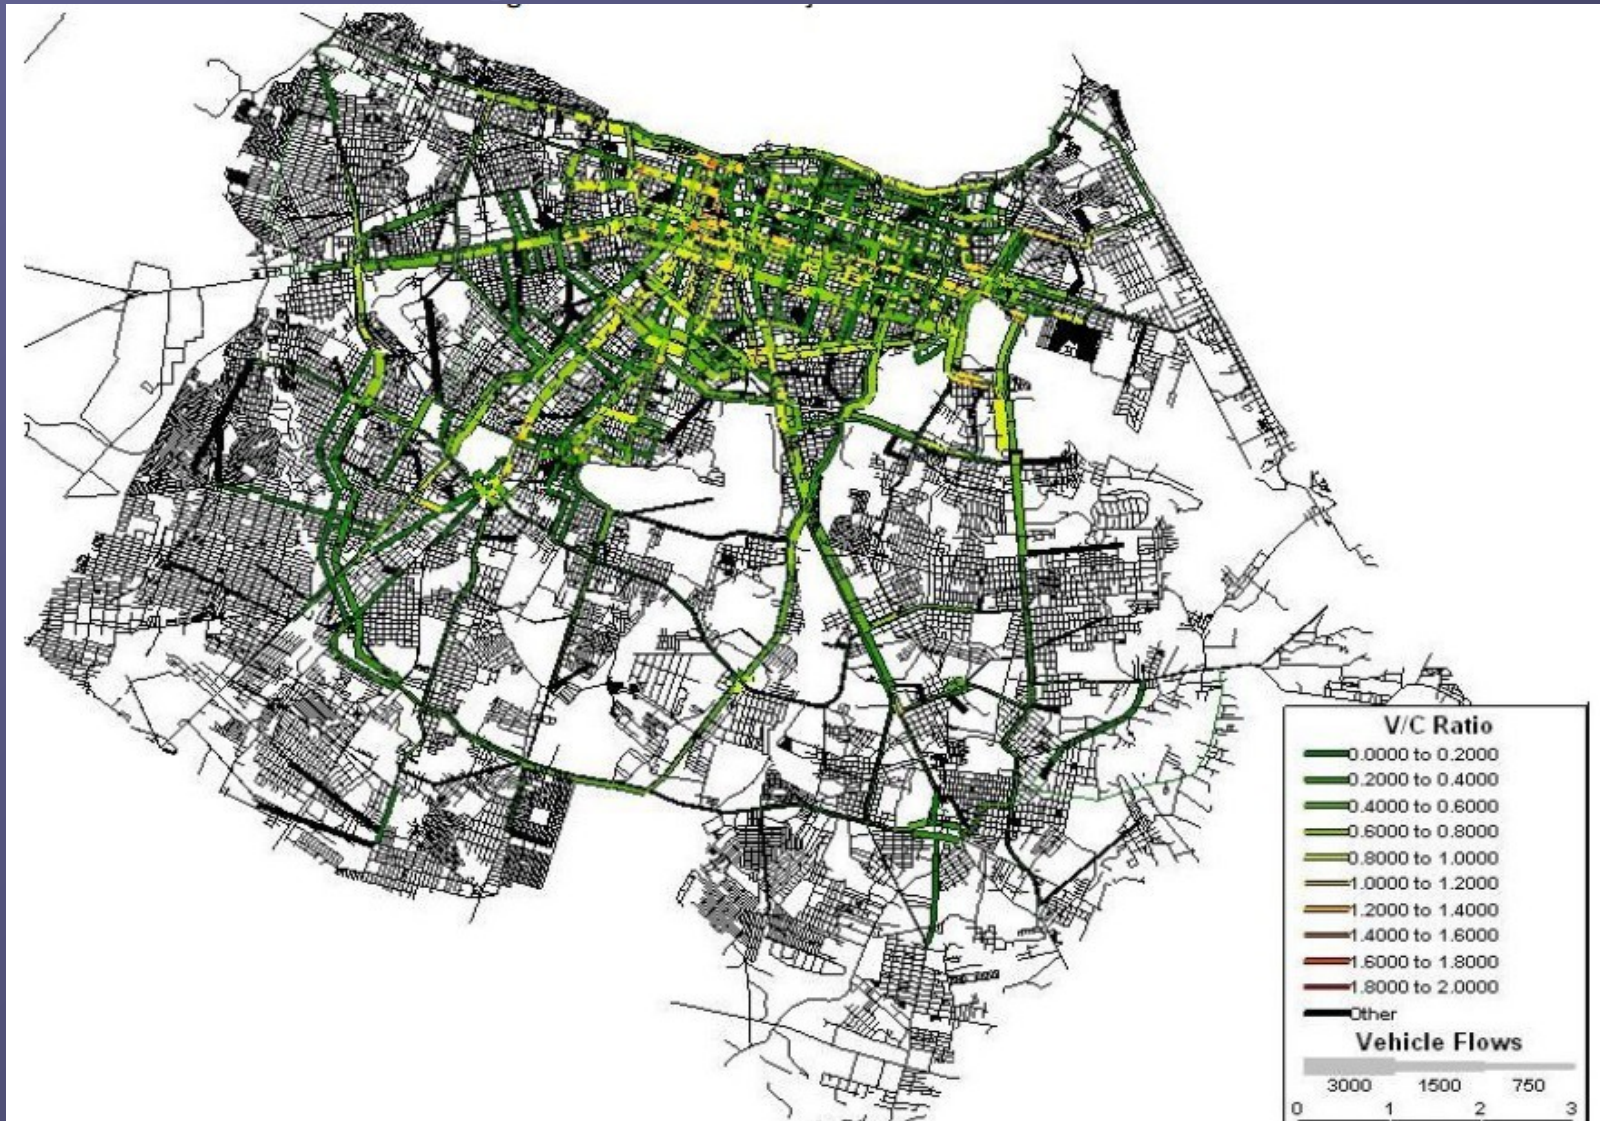 V/C Ratio
0.0000 to 0.2000
0.2000 to 0.4000
0.4000 to 0.6000
0.6000 to 0.8000
0.8000 to 1.0000
1.0000 to 1.2000
1.2000 to 1.4000
1.4000 to 1.6000
1.6000 to 1.8000
1.8000 to 2.0000
Other
Vehicle Flows
3000 1500 750
0 1 2 3